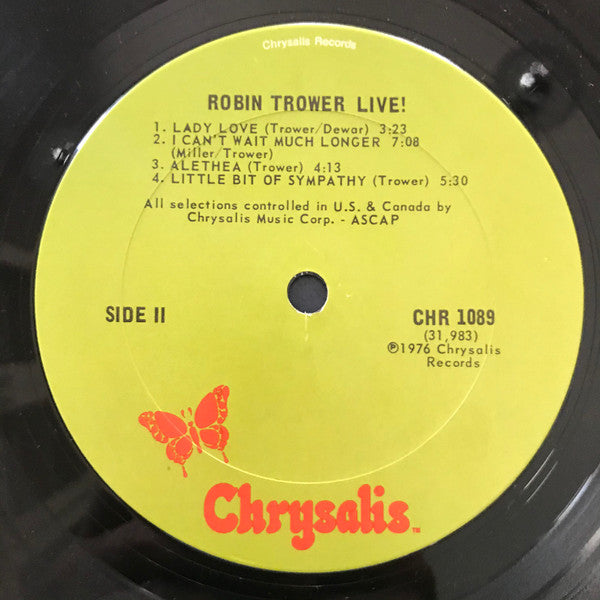 Chrysalis Records
ROBIN TROWER LIVE!
1. LADY LOVE (Trower/Dewar) 3:23
2. I CAN'T WAIT MUCH LONGER 7:08
(Miller/Trower)
3. ALETHEA (Trower) 4:13
4. LITTLE BIT OF SYMPATHY (Trower) 5:30
All selections controlled in U.S. & Canada by
Chrysalis Music Corp. - ASCAP
SIDE II
CHR 1089
(31,983)
℗1976 Chrysalis
Records
Chrysalis™